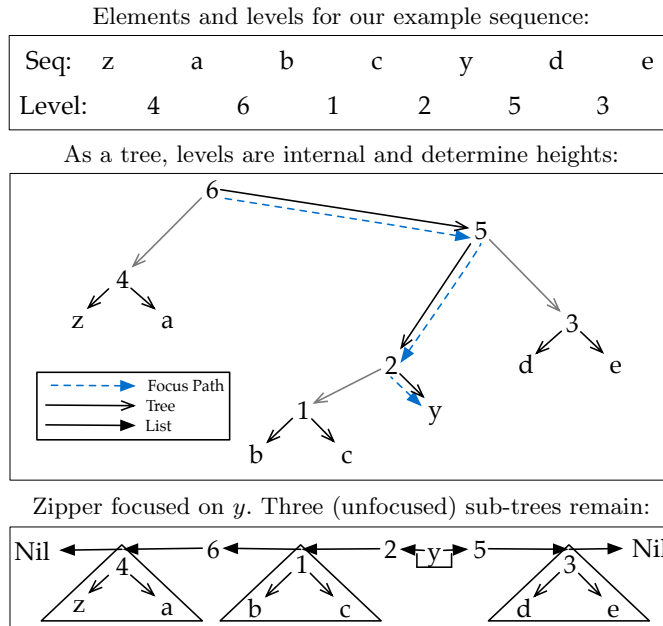 Elements and levels for our example sequence:
Seq: z a b c y d e
Level: 4 6 1 2 5 3
As a tree, levels are internal and determine heights:
6
5
4
z a
3
d e
2
1
y
b c
Focus Path
Tree
List
Zipper focused on y. Three (unfocused) sub-trees remain:
Nil 6 2 y 5 Nil
4 1 3
z a b c d e